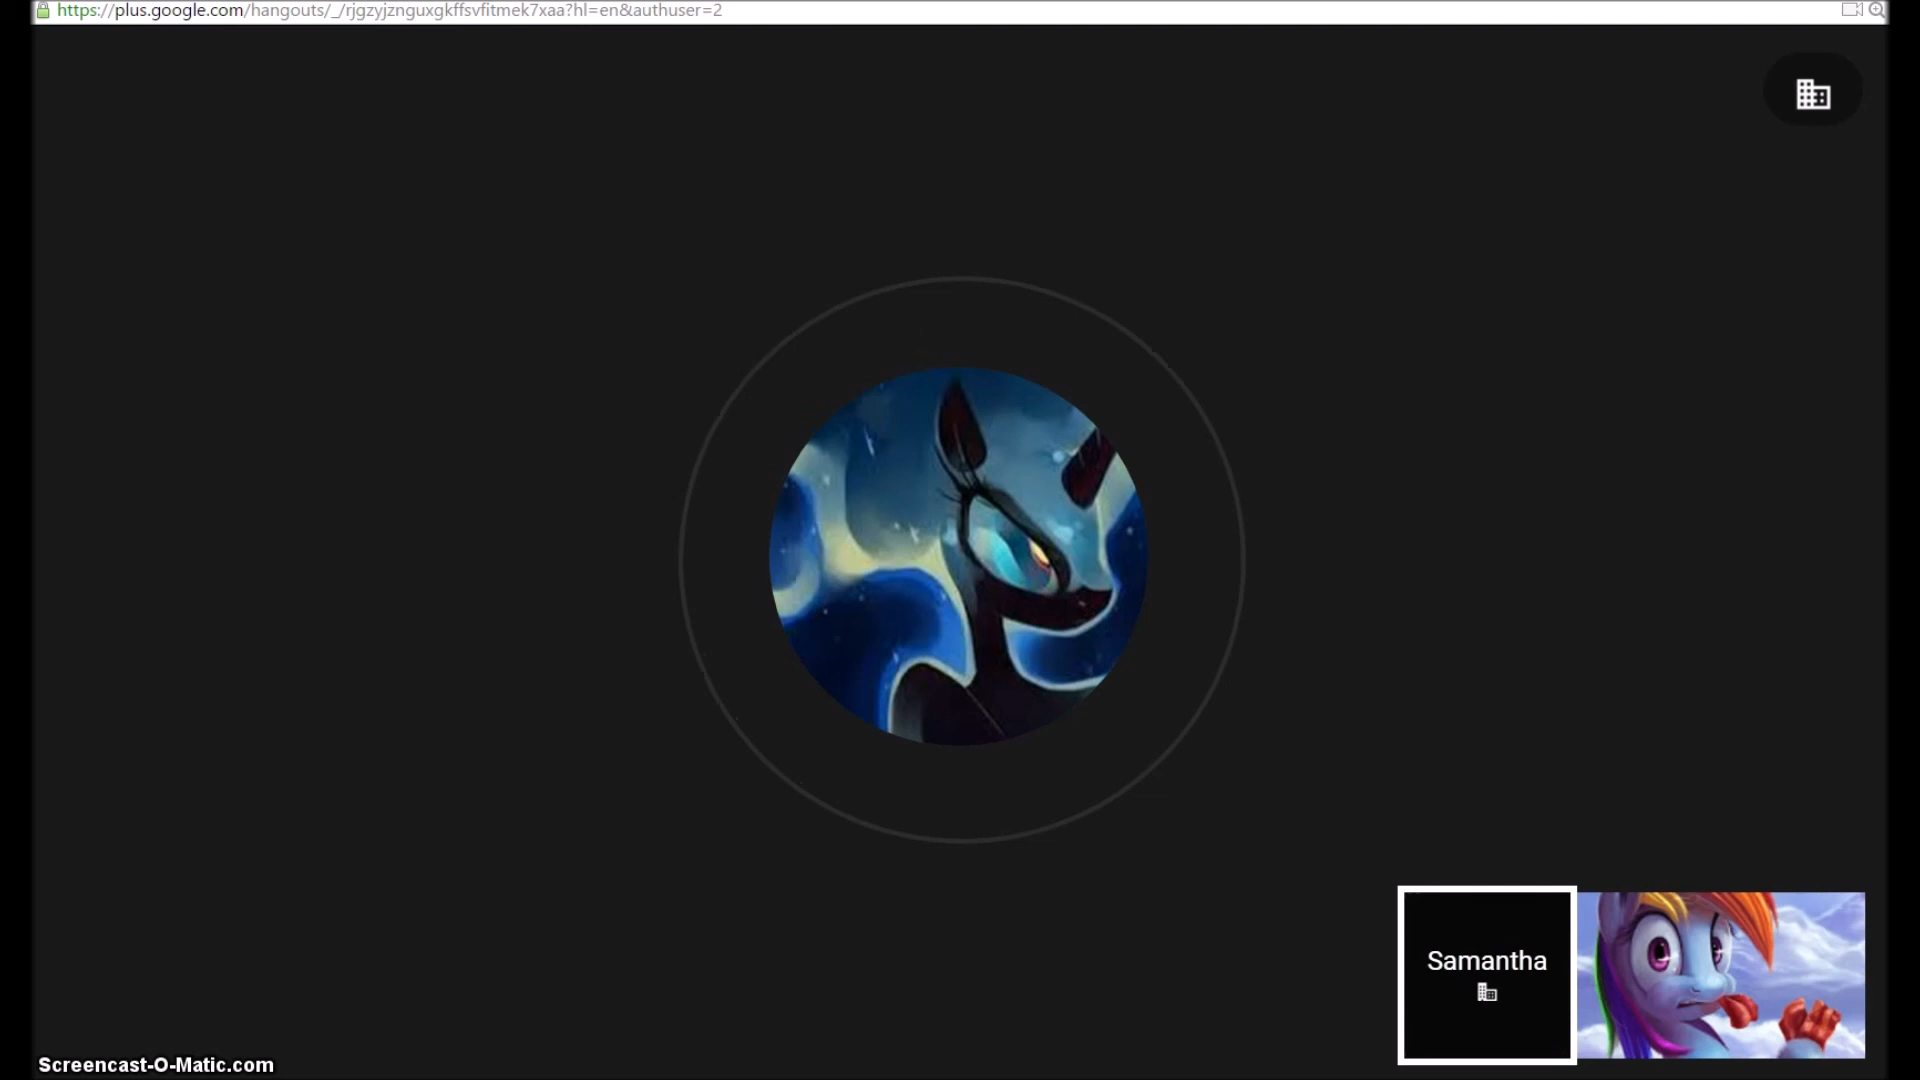 https://plus.google.com/hangouts/_/rjgzyjznguxgkffsvfitmek7xaa?hl=en&authuser=2
Samantha
Screencast-O-Matic.com